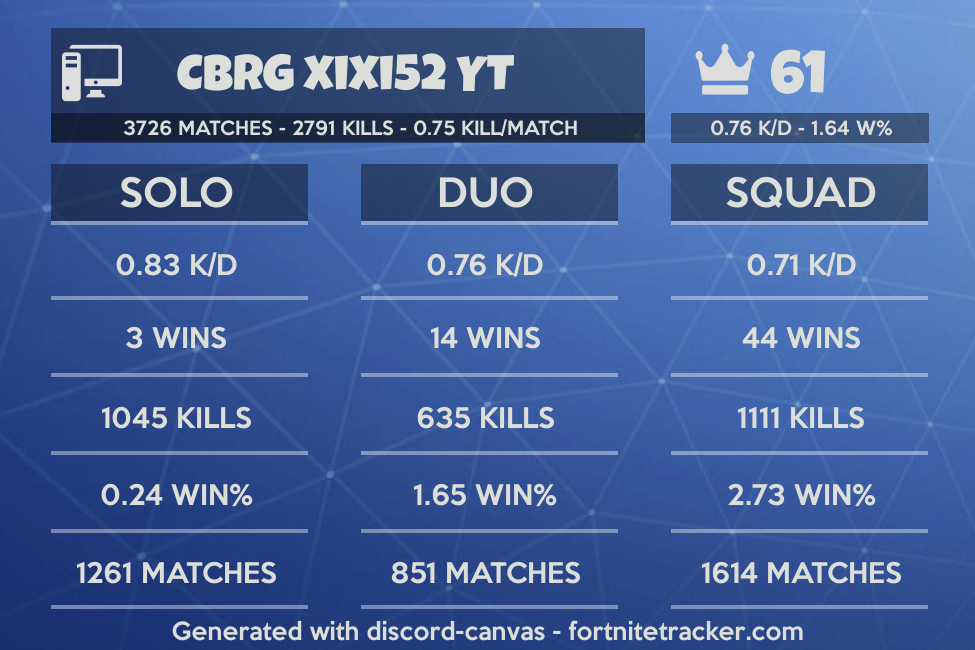 CBRG XIXI52 YT
61
3726 MATCHES - 2791 KILLS - 0.75 KILL/MATCH
0.76 K/D - 1.64 W%
SOLO
DUO
SQUAD
0.83 K/D
0.76 K/D
0.71 K/D
3 WINS
14 WINS
44 WINS
1045 KILLS
635 KILLS
1111 KILLS
0.24 WIN%
1.65 WIN%
2.73 WIN%
1261 MATCHES
851 MATCHES
1614 MATCHES
Generated with discord-canvas - fortnitetracker.com